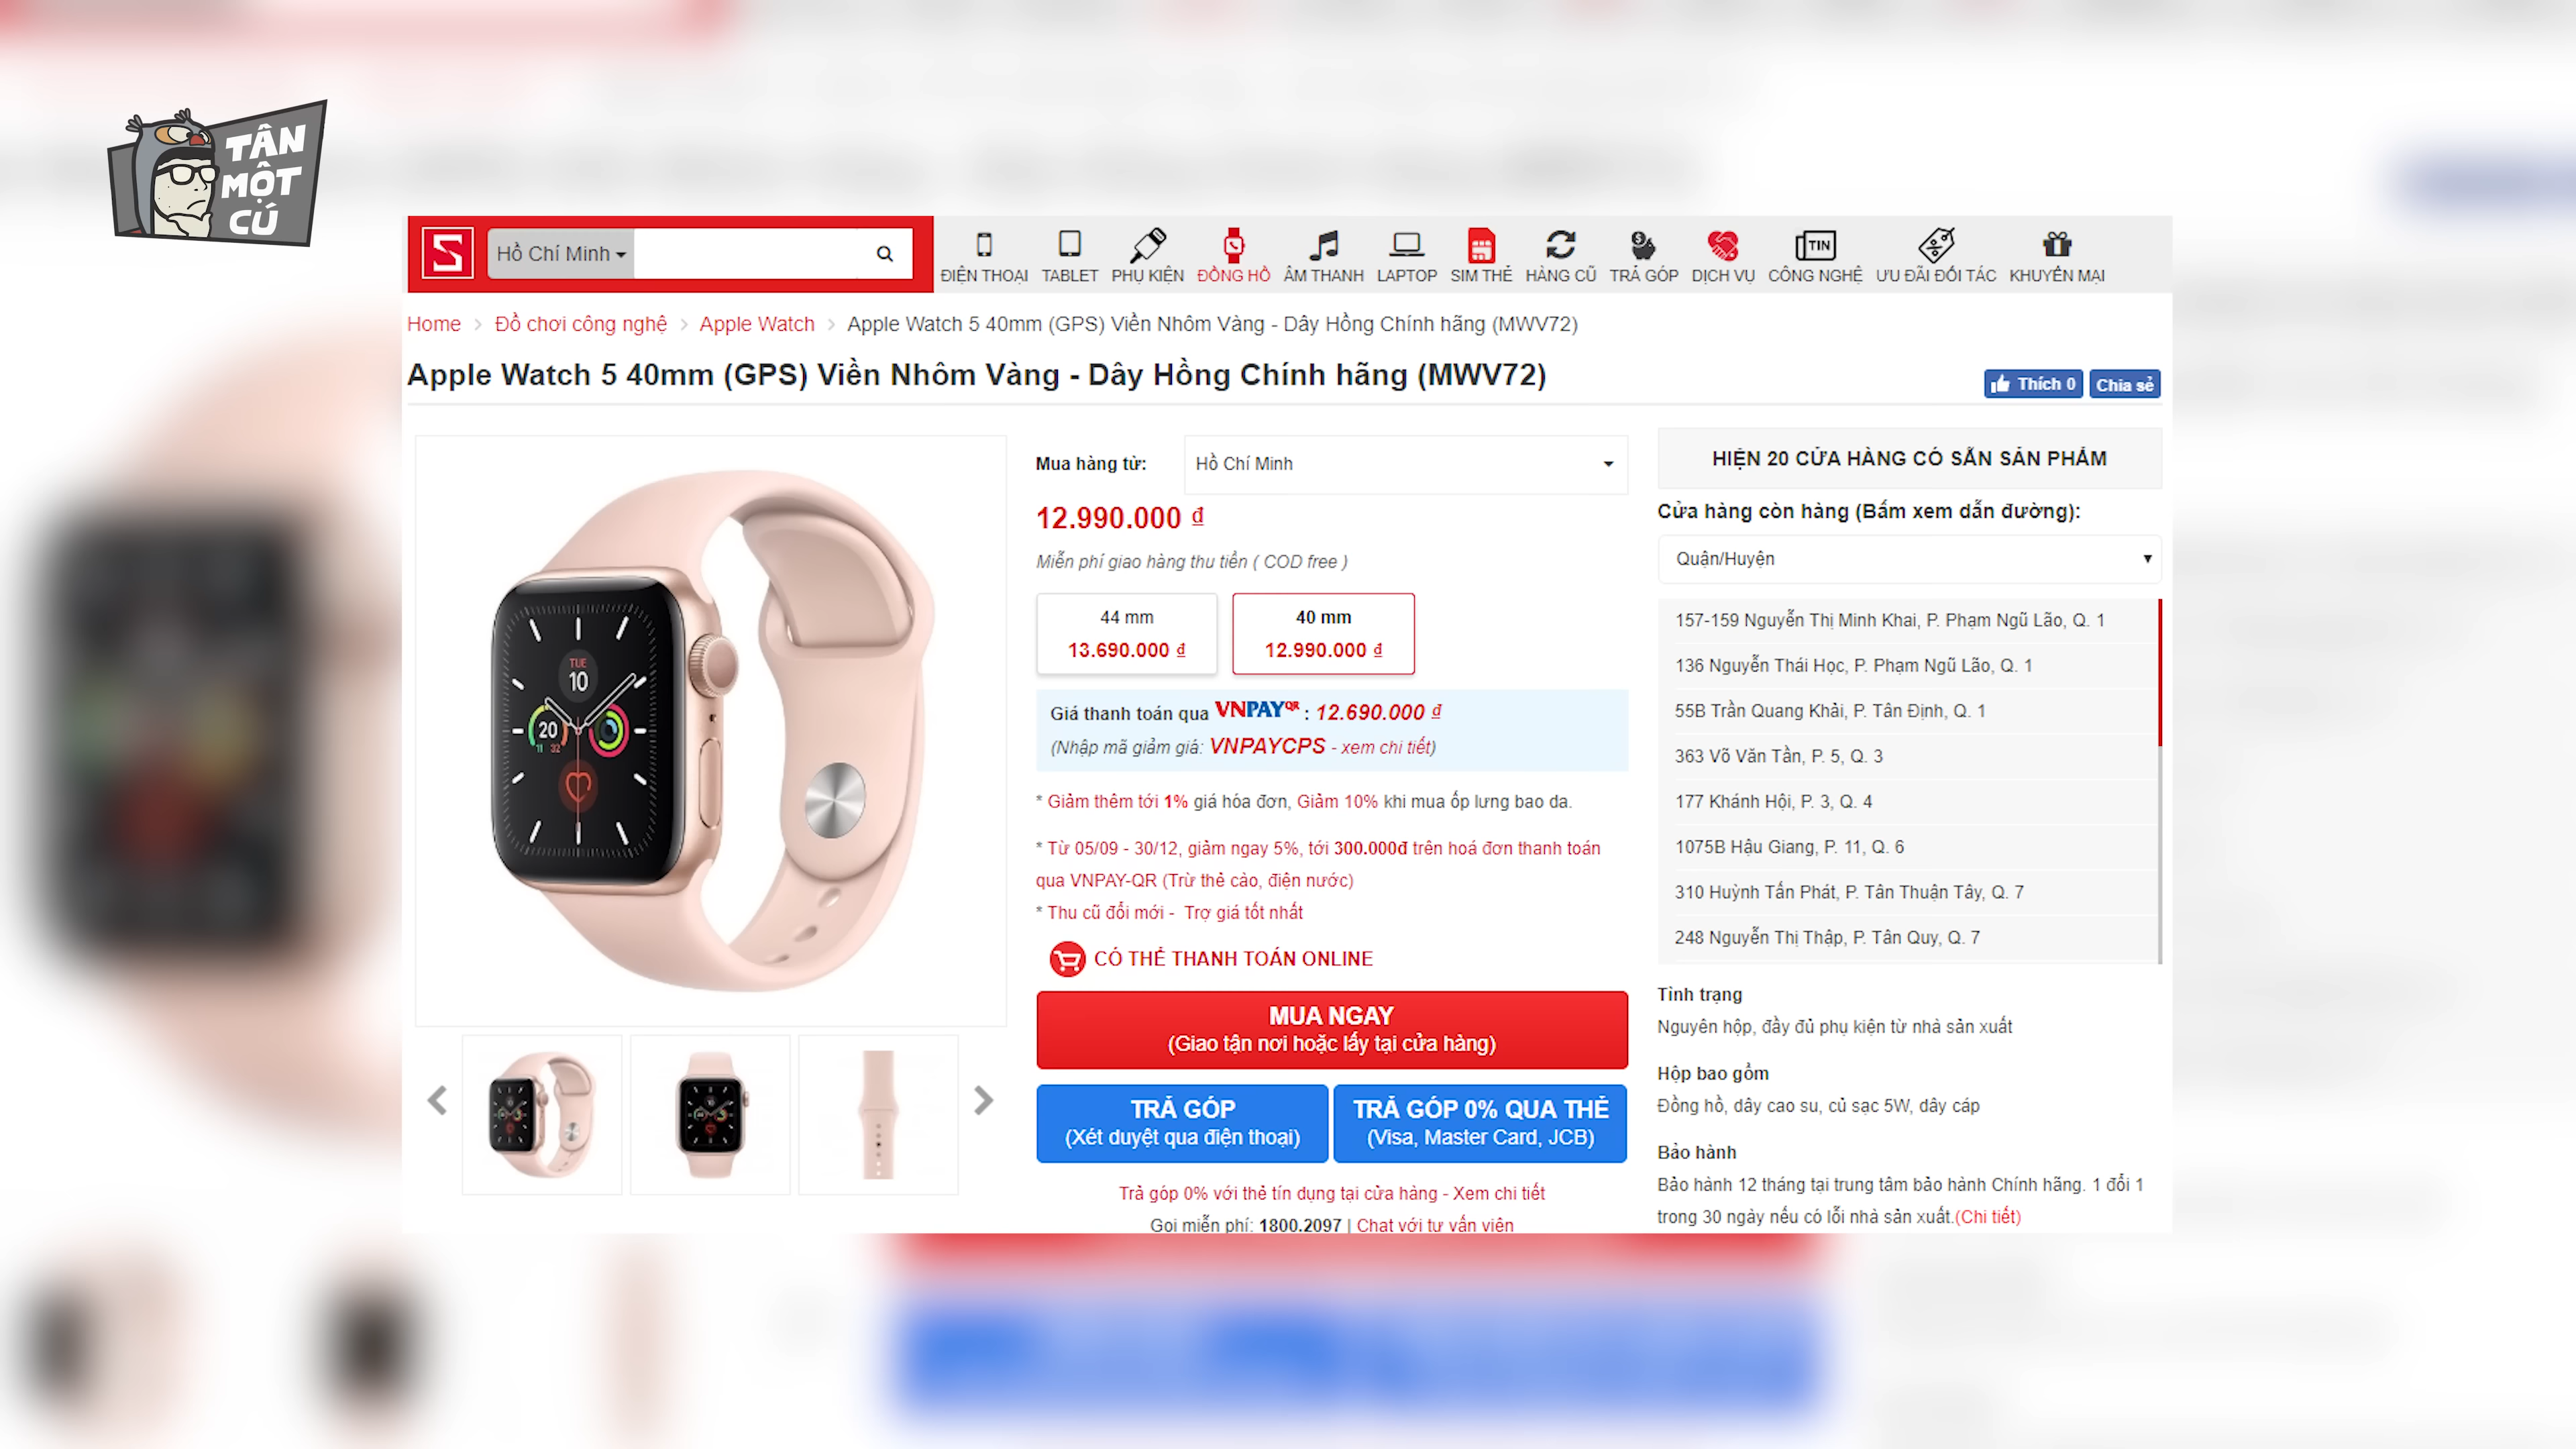 TÂN
MỘT
CÚ
S
Hồ Chí Minh
ĐIỆN THOẠI
TABLET
PHỤ KIỆN
ĐỒNG HỒ
ÂM THANH
LAPTOP
SIM THẺ
HÀNG CŨ
TRẢ GÓP
DỊCH VỤ
TIN
CÔNG NGHỆ
ƯU ĐÃI ĐỐI TÁC
KHUYẾN MẠI
Home > Đồ chơi công nghệ > Apple Watch > Apple Watch 5 40mm (GPS) Viền Nhôm Vàng - Dây Hồng Chính hãng (MWV72)
Apple Watch 5 40mm (GPS) Viền Nhôm Vàng - Dây Hồng Chính hãng (MWV72)
Thích 0
Chia sẻ
TUE
10
20
11 32
Mua hàng từ:
Hồ Chí Minh
12.990.000 ₫
Miễn phí giao hàng thu tiền ( COD free )
44 mm
13.690.000 ₫
40 mm
12.990.000 ₫
Giá thanh toán qua VNPAYQR : 12.690.000 ₫
(Nhập mã giảm giá: VNPAYCPS - xem chi tiết)
* Giảm thêm tới 1% giá hóa đơn, Giảm 10% khi mua ốp lưng bao da.
* Từ 05/09 - 30/12, giảm ngay 5%, tới 300.000đ trên hoá đơn thanh toán
qua VNPAY-QR (Trừ thẻ cào, điện nước)
* Thu cũ đổi mới - Trợ giá tốt nhất
CÓ THỂ THANH TOÁN ONLINE
MUA NGAY
(Giao tận nơi hoặc lấy tại cửa hàng)
TRẢ GÓP
(Xét duyệt qua điện thoại)
TRẢ GÓP 0% QUA THẺ
(Visa, Master Card, JCB)
Trả góp 0% với thẻ tín dụng tại cửa hàng - Xem chi tiết
Gọi miễn phí: 1800.2097 | Chat với tư vấn viên
HIỆN 20 CỬA HÀNG CÓ SẴN SẢN PHẨM
Cửa hàng còn hàng (Bấm xem dẫn đường):
Quận/Huyện
157-159 Nguyễn Thị Minh Khai, P. Phạm Ngũ Lão, Q. 1
136 Nguyễn Thái Học, P. Phạm Ngũ Lão, Q. 1
55B Trần Quang Khải, P. Tân Định, Q. 1
363 Võ Văn Tần, P. 5, Q. 3
177 Khánh Hội, P. 3, Q. 4
1075B Hậu Giang, P. 11, Q. 6
310 Huỳnh Tấn Phát, P. Tân Thuận Tây, Q. 7
248 Nguyễn Thị Thập, P. Tân Quy, Q. 7
Tình trạng
Nguyên hộp, đầy đủ phụ kiện từ nhà sản xuất
Hộp bao gồm
Đồng hồ, dây cao su, củ sạc 5W, dây cáp
Bảo hành
Bảo hành 12 tháng tại trung tâm bảo hành Chính hãng. 1 đổi 1
trong 30 ngày nếu có lỗi nhà sản xuất.(Chi tiết)